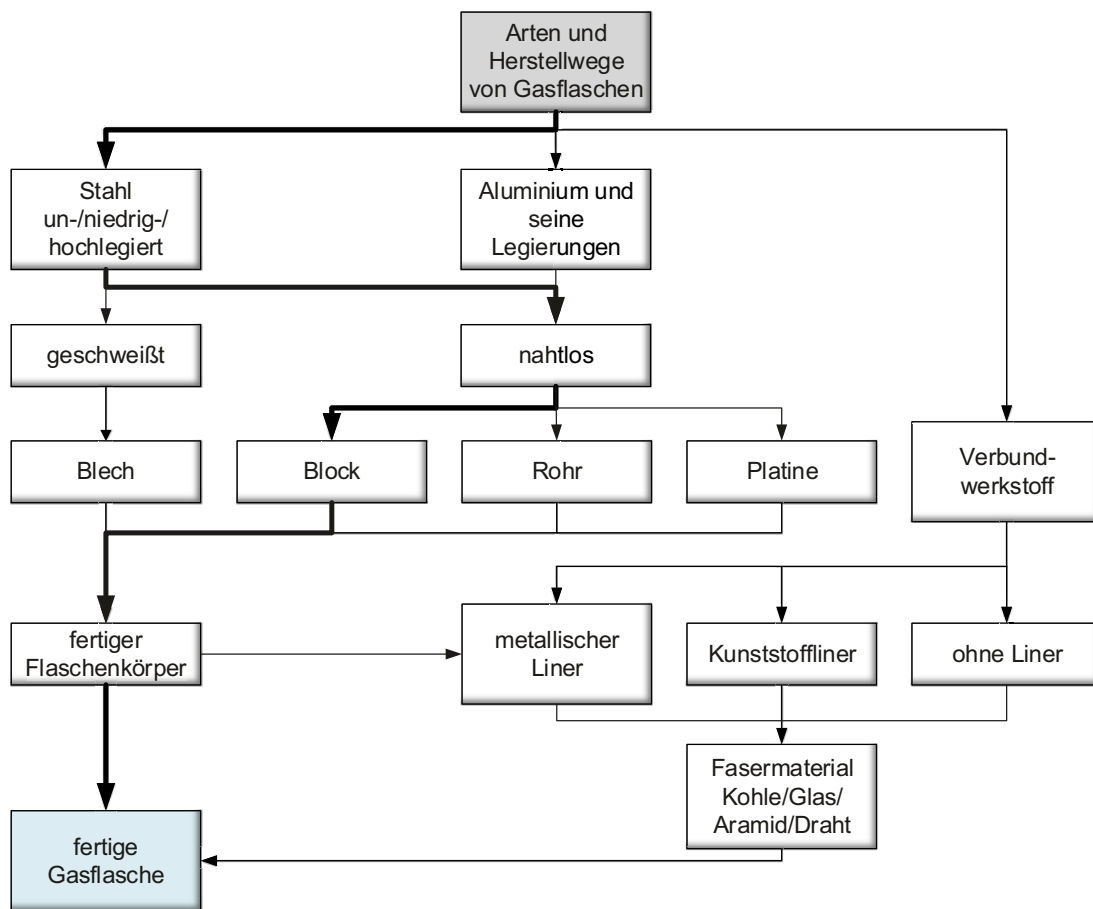 Arten und
Herstellwege
von Gasflaschen
Stahl
un-/niedrig-/
hochlegiert
Aluminium und
seine
Legierungen
geschweißt
nahtlos
Blech
Block
Rohr
Platine
Verbund-
werkstoff
fertiger
Flaschenkörper
metallischer
Liner
Kunststoffliner
ohne Liner
Fasermaterial
Kohle/Glas/
Aramid/Draht
fertige
Gasflasche